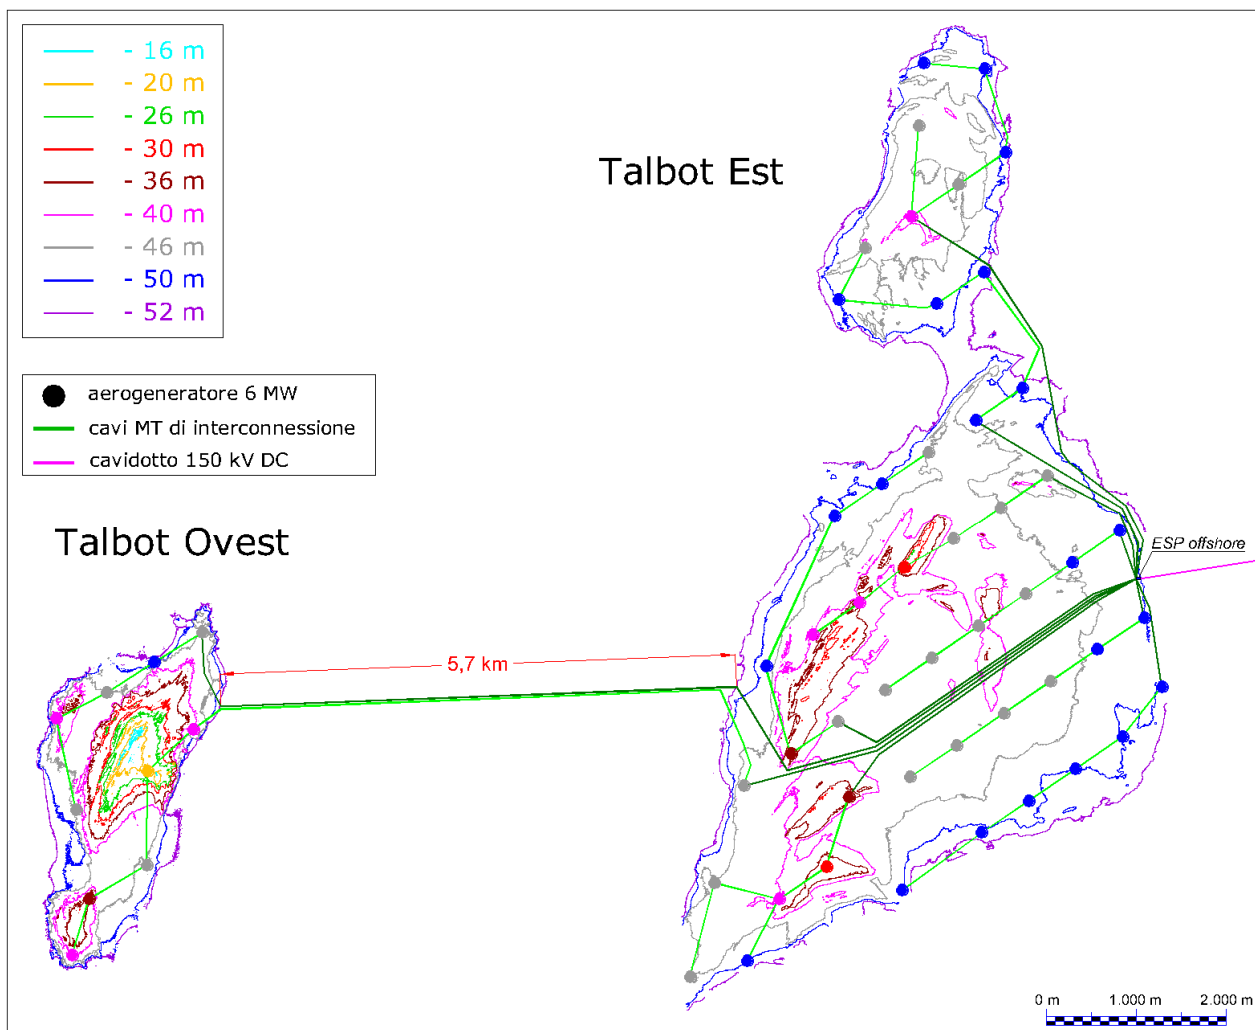 - 16 m
- 20 m
- 26 m
- 30 m
- 36 m
- 40 m
- 46 m
- 50 m
- 52 m
aerogeneratore 6 MW
cavi MT di interconnessione
cavidotto 150 kV DC
Talbot Est
Talbot Ovest
ESP offshore
5,7 km
0 m 1.000 m 2.000 m